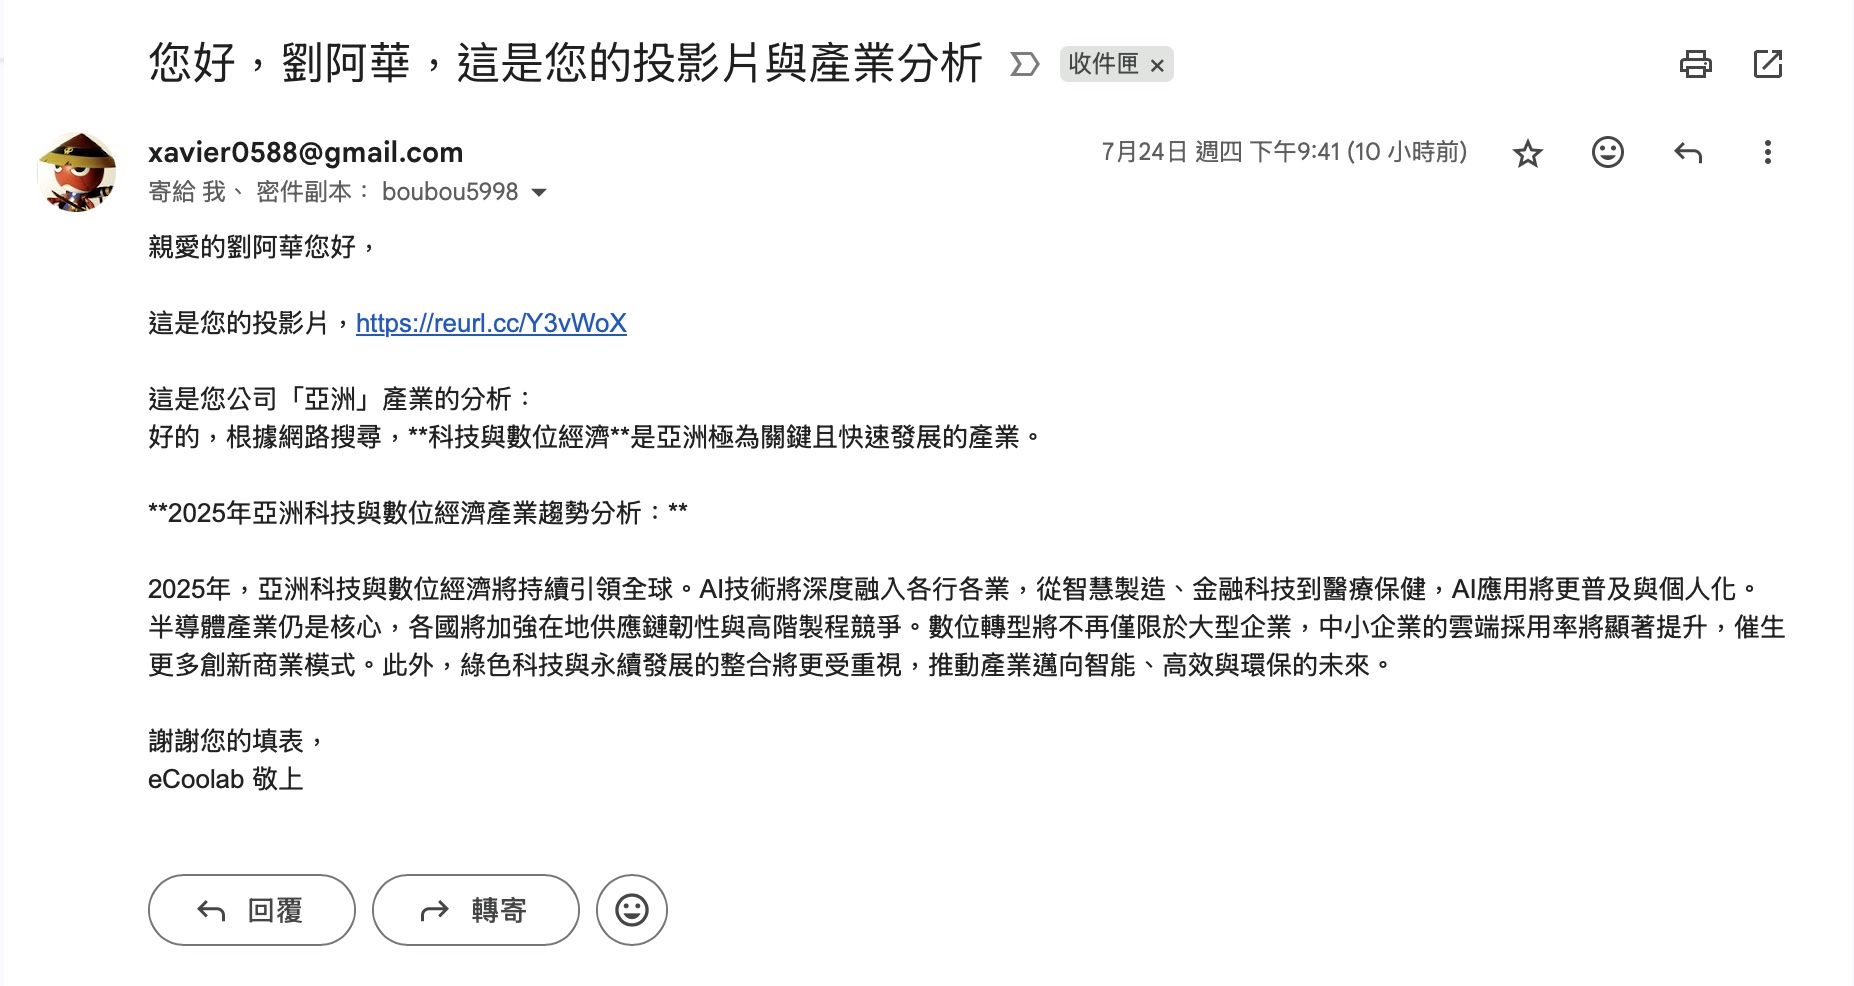 您好，劉阿華，這是您的投影片與產業分析 收件匣 ×
xavier0588@gmail.com 7月24日 週四 下午9:41 (10 小時前)
寄給 我、 密件副本： boubou5998
親愛的劉阿華您好，
這是您的投影片，https://reurl.cc/Y3vWoX
這是您公司「亞洲」產業的分析：
好的，根據網路搜尋，**科技與數位經濟**是亞洲極為關鍵且快速發展的產業。
**2025年亞洲科技與數位經濟產業趨勢分析：**
2025年，亞洲科技與數位經濟將持續引領全球。AI技術將深度融入各行各業，從智慧製造、金融科技到醫療保健，AI應用將更普及與個人化。
半導體產業仍是核心，各國將加強在地供應鏈韌性與高階製程競爭。數位轉型將不再僅限於大型企業，中小企業的雲端採用率將顯著提升，催生
更多創新商業模式。此外，綠色科技與永續發展的整合將更受重視，推動產業邁向智能、高效與環保的未來。
謝謝您的填表，
eCoolab 敬上
回覆 轉寄